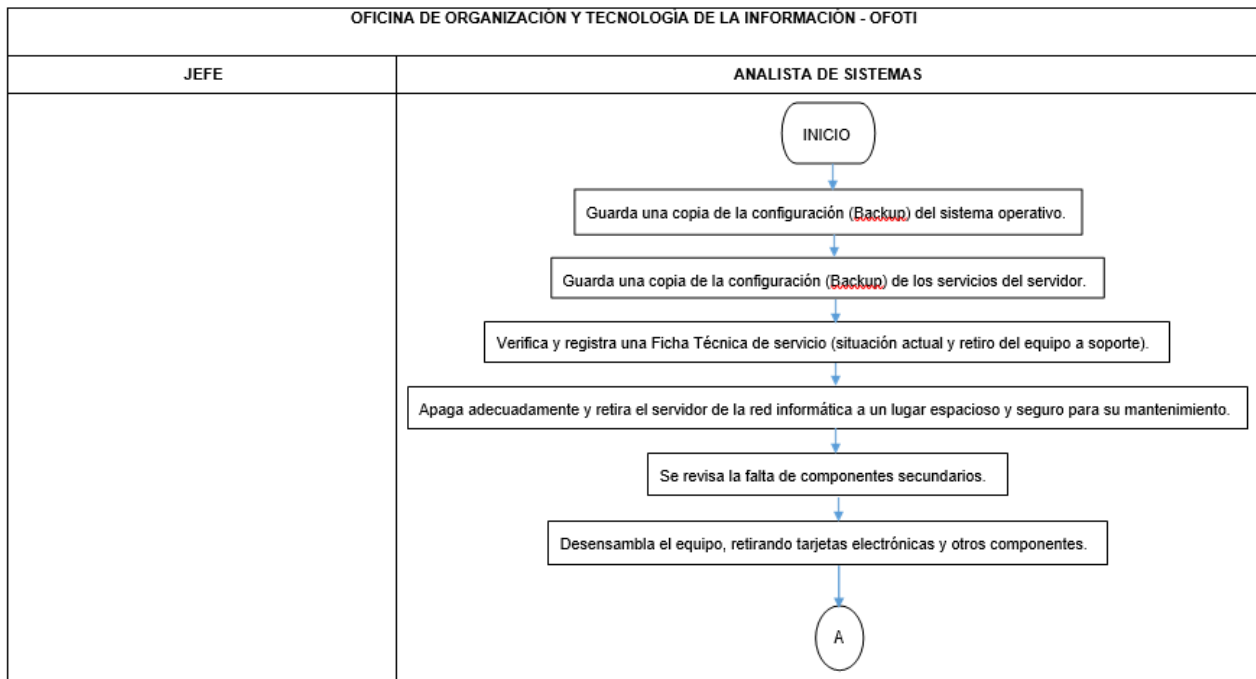 OFICINA DE ORGANIZACIÓN Y TECNOLOGÍA DE LA INFORMACIÓN - OFOTI
JEFE
ANALISTA DE SISTEMAS
INICIO
Guarda una copia de la configuración (Backup) del sistema operativo.
Guarda una copia de la configuración (Backup) de los servicios del servidor.
Verifica y registra una Ficha Técnica de servicio (situación actual y retiro del equipo a soporte).
Apaga adecuadamente y retira el servidor de la red informática a un lugar espacioso y seguro para su mantenimiento.
Se revisa la falta de componentes secundarios.
Desensambla el equipo, retirando tarjetas electrónicas y otros componentes.
A